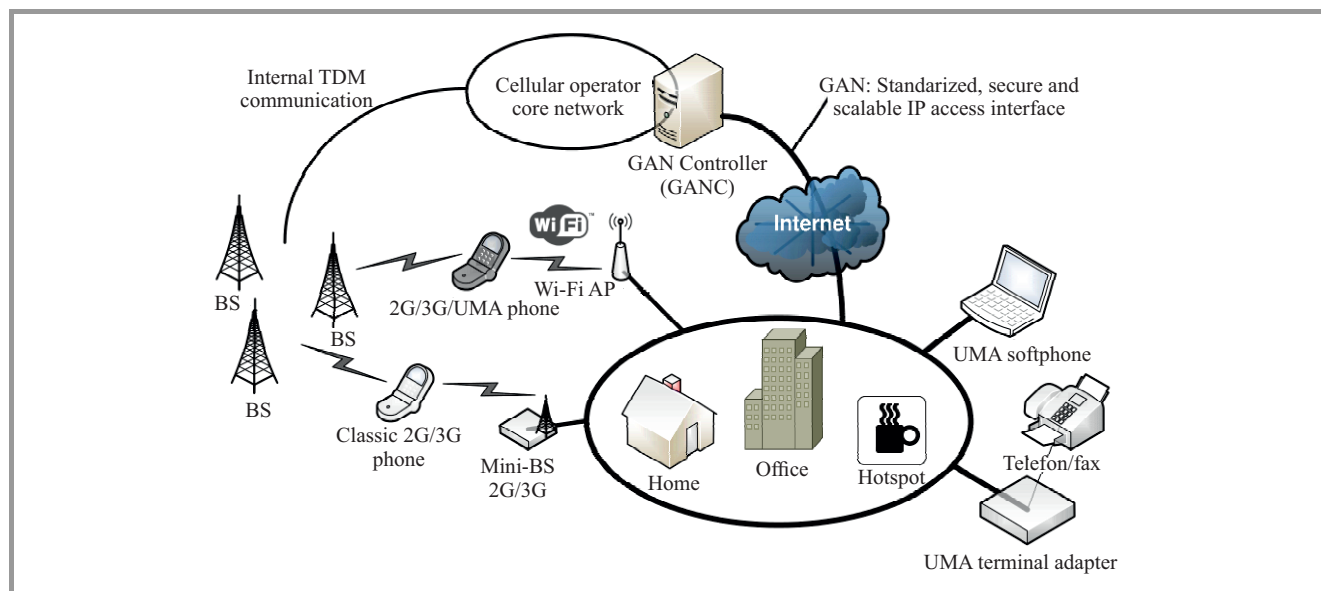 Internal TDM
communication
Cellular operator
core network
GAN: Standarized, secure and
scalable IP access interface
GAN Controller
(GANC)
Internet
Wi Fi™
BS
BS
BS
2G/3G/UMA phone
Wi-Fi AP
UMA softphone
Classic 2G/3G
phone
Mini-BS
2G/3G
Home
Office
Hotspot
Telefon/fax
UMA terminal adapter